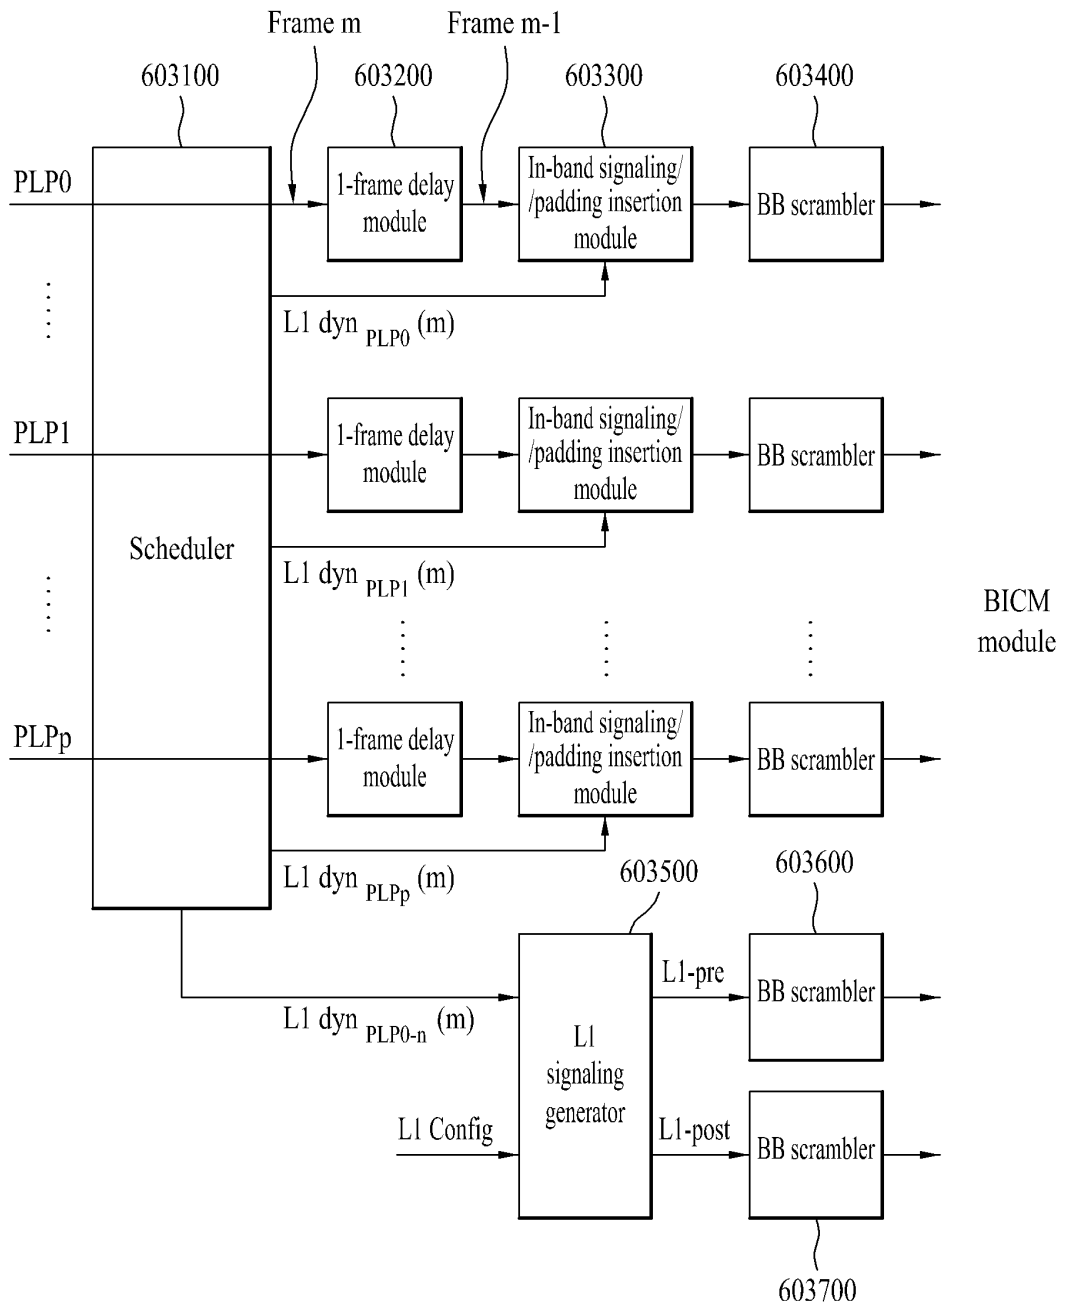 Frame m
Frame m-1
603100
603200
603300
603400
PLP0
1-frame delay
module
In-band signaling/
/padding insertion
module
BB scrambler
L1 dyn PLP0 (m)
PLP1
1-frame delay
module
In-band signaling/
/padding insertion
module
BB scrambler
Scheduler
L1 dyn PLP1 (m)
BICM
module
PLPp
1-frame delay
module
In-band signaling/
/padding insertion
module
BB scrambler
L1 dyn PLPp (m)
603500
603600
L1-pre
BB scrambler
L1 dyn PLP0-n (m)
L1
signaling
generator
L1 Config
L1-post
BB scrambler
603700